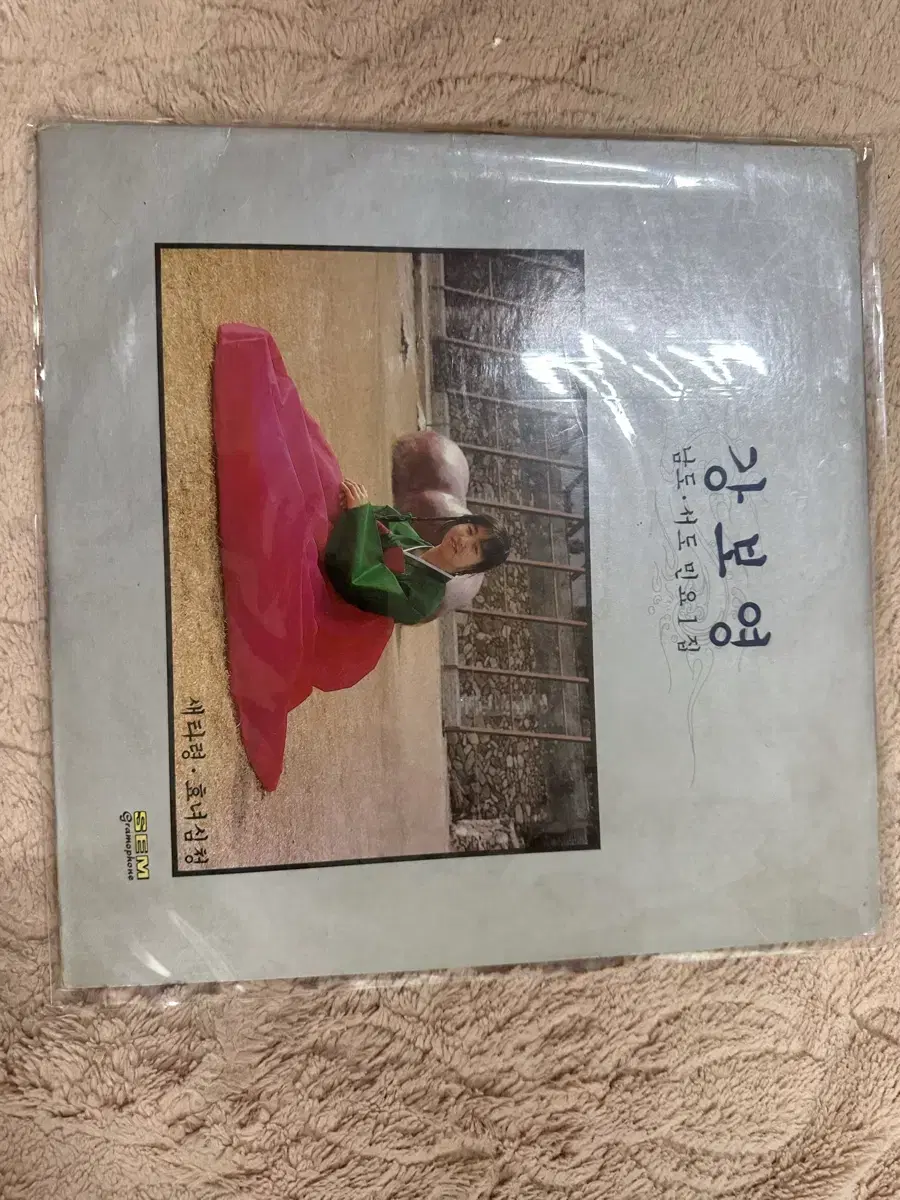 강보영
남도·서도 민요 1집
새타령·효녀심청
SEM
gramophone